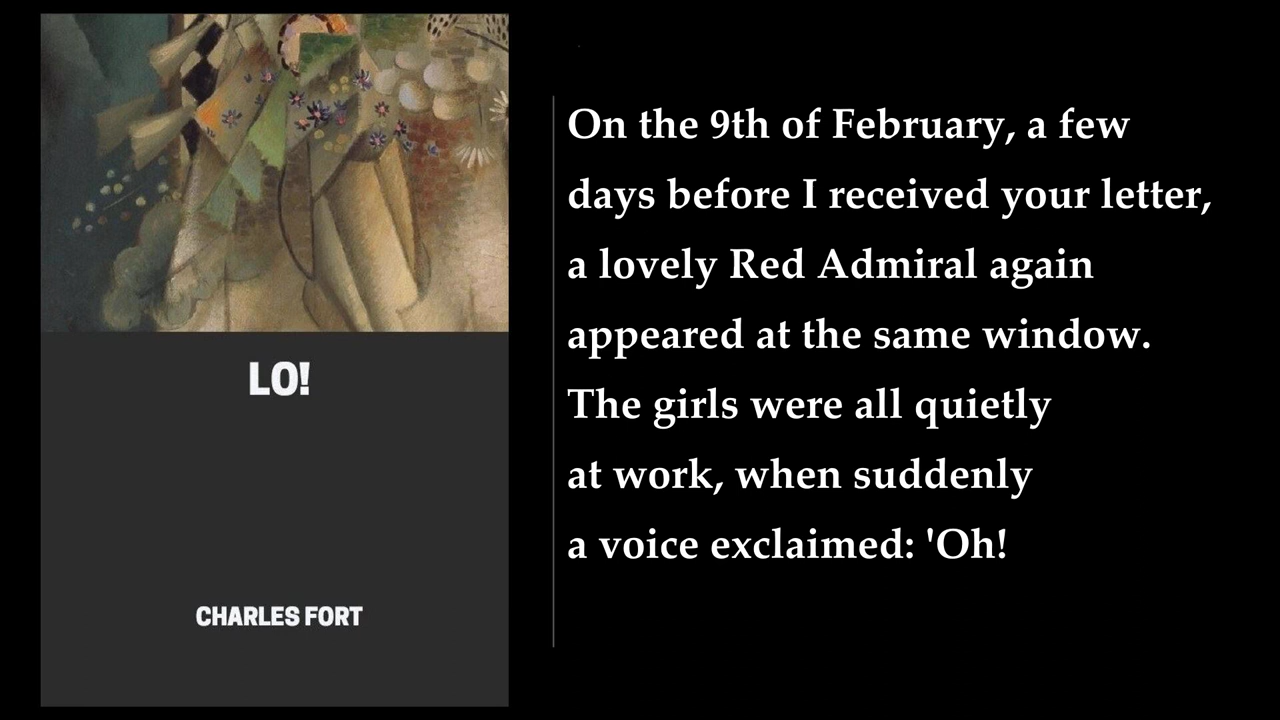 LO!
CHARLES FORT
On the 9th of February, a few
days before I received your letter,
a lovely Red Admiral again
appeared at the same window.
The girls were all quietly
at work, when suddenly
a voice exclaimed: 'Oh!